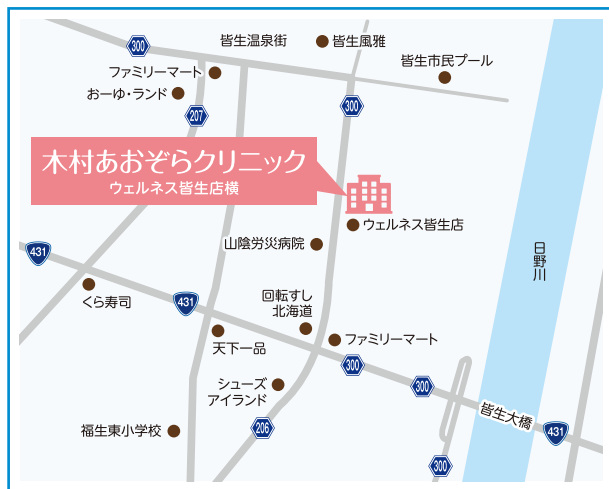 300
皆生温泉街
皆生風雅
ファミリーマート
皆生市民プール
おーゆ・ランド
207
300
木村あおぞらクリニック
ウェルネス皆生店横
ウェルネス皆生店
山陰労災病院
日野川
431
くら寿司
431
回転すし
北海道
天下一品
ファミリーマート
300
300
シューズ
アイランド
皆生大橋
206
431
福生東小学校
300